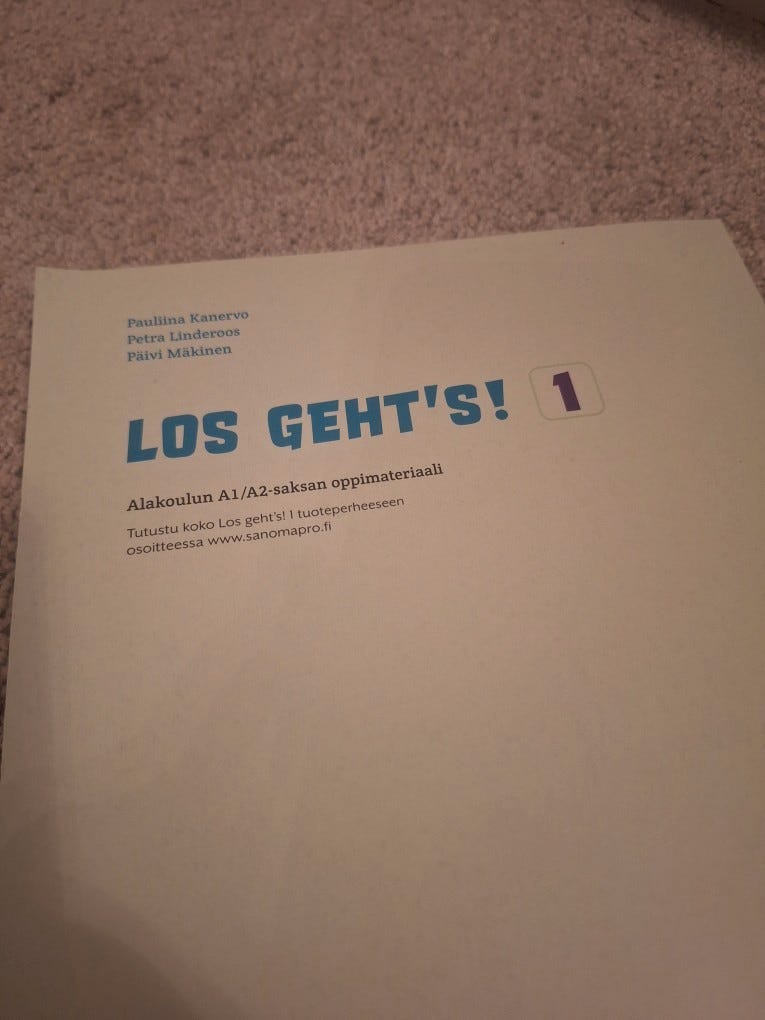 Pauliina Kanervo
Petra Linderoos
Päivi Mäkinen
LOS GEHT'S! 1
Alakoulun A1/A2-saksan oppimateriaali
Tutustu koko Los geht's! 1 tuoteperheeseen
osoitteessa www.sanomapro.fi